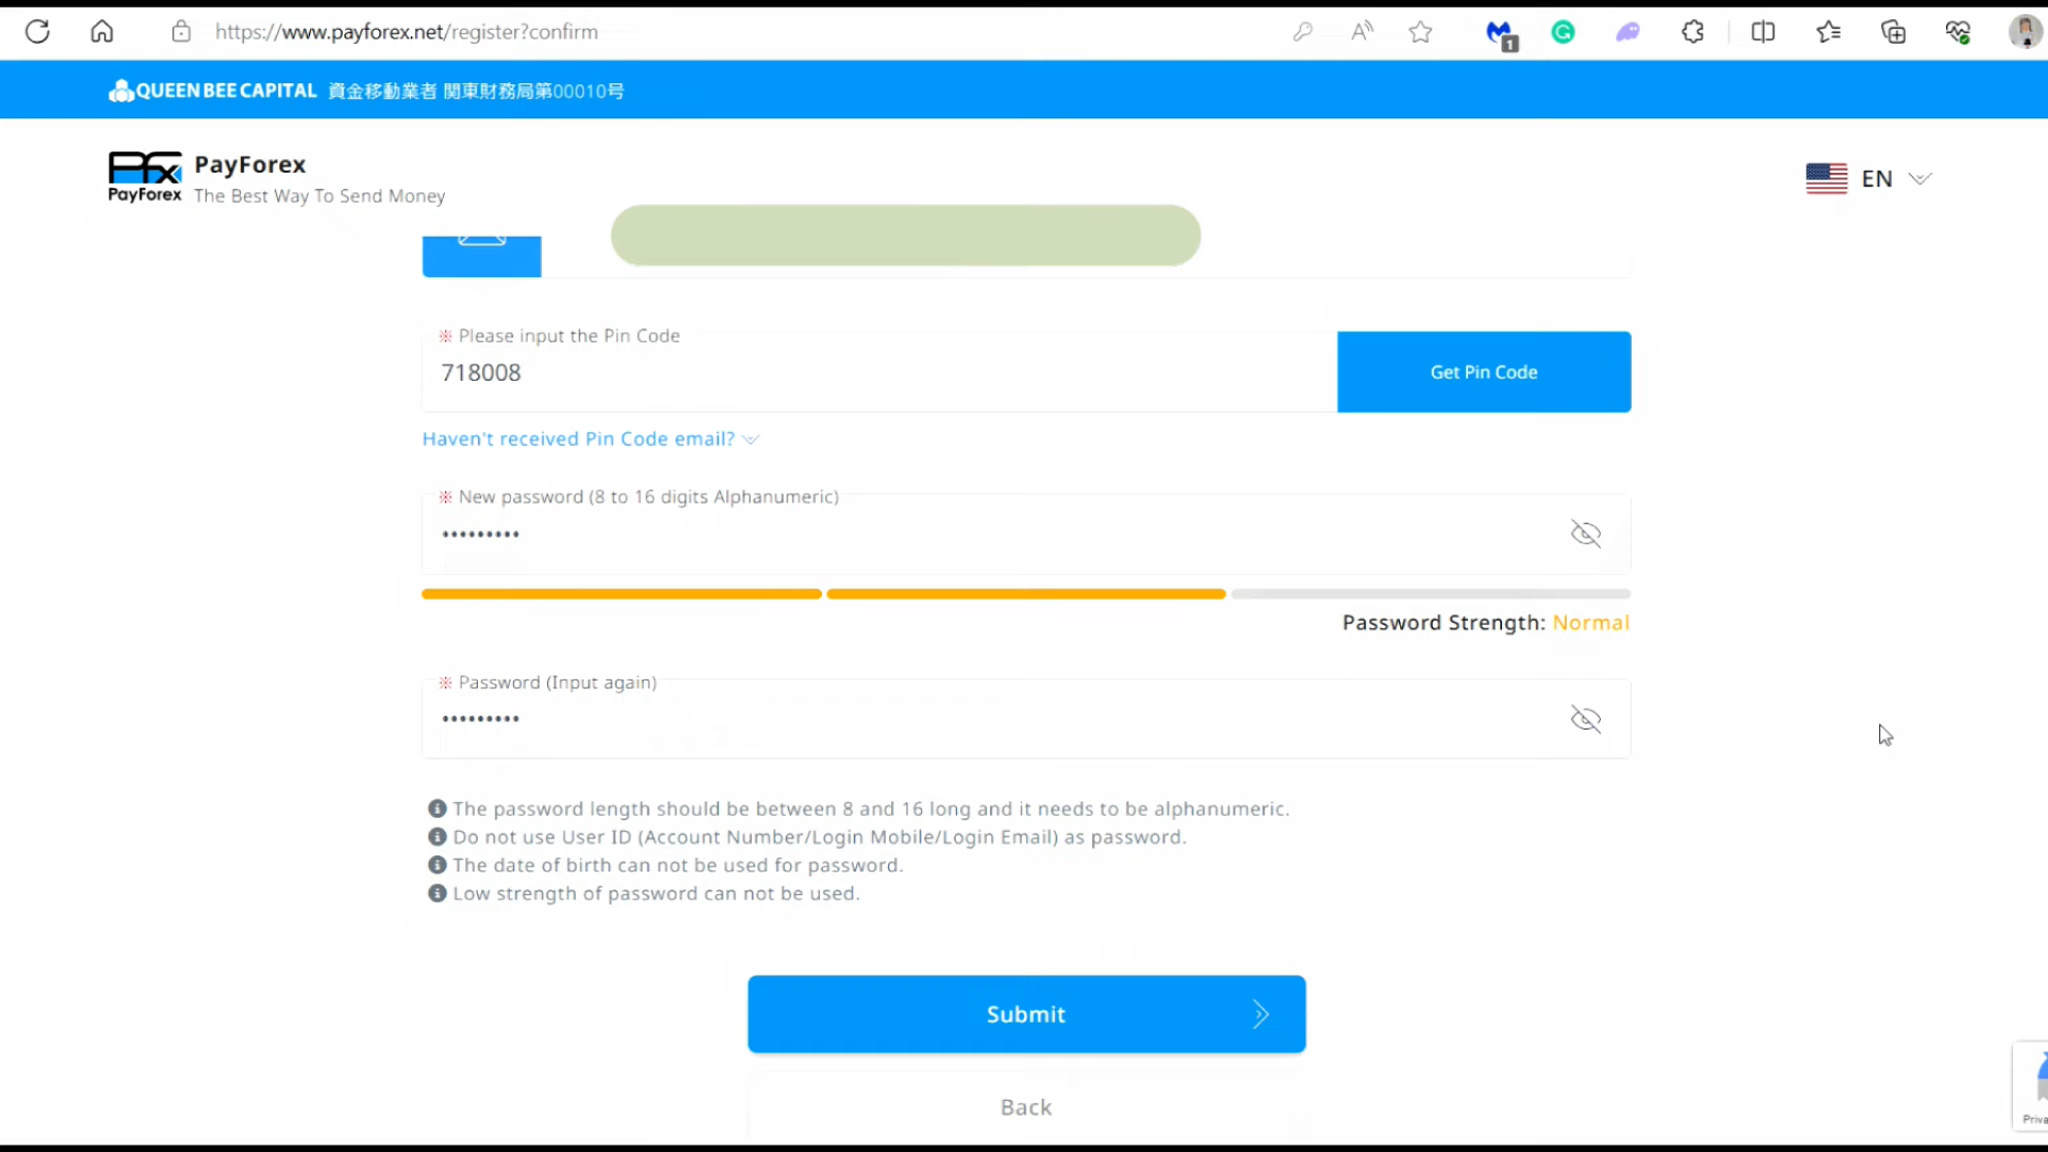 https://www.payforex.net/register?confirm
1
QUEEN BEE CAPITAL 資金移動業者 関東財務局第00010号
PFX
PayForex
PayForex
The Best Way To Send Money
EN
※ Please input the Pin Code
718008
Get Pin Code
Haven't received Pin Code email?
※ New password (8 to 16 digits Alphanumeric)
•••••••••
Password Strength: Normal
※ Password (Input again)
•••••••••
The password length should be between 8 and 16 long and it needs to be alphanumeric.
Do not use User ID (Account Number/Login Mobile/Login Email) as password.
The date of birth can not be used for password.
Low strength of password can not be used.
Submit
Back
Priva